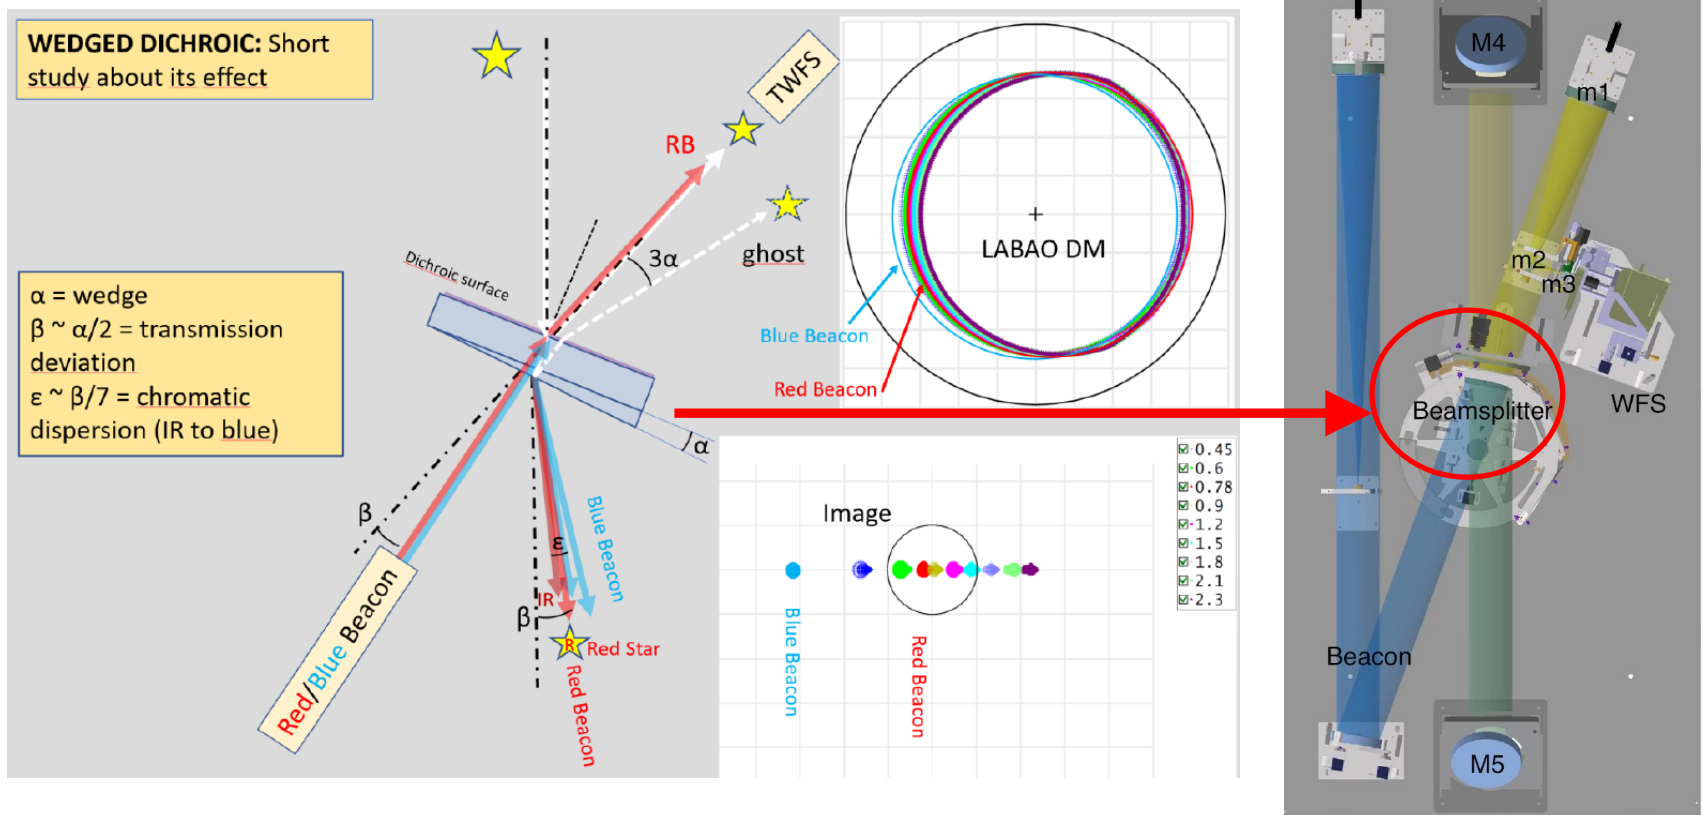 WEDGED DICHROIC: Short
study about its effect
α = wedge
β ~ α/2 = transmission
deviation
ε ~ β/7 = chromatic
dispersion (IR to blue)
TWFS
RB
ghost
3α
Dichroic surface
α
β
Red/Blue Beacon
ε
IR
β
Blue Beacon
R
Red Star
Red Beacon
LABAO DM
Blue Beacon
Red Beacon
Image
Blue Beacon
Red Beacon
0.45
0.6
0.78
0.9
1.2
1.5
1.8
2.1
2.3
M4
m1
m2
m3
Beamsplitter
WFS
Beacon
M5